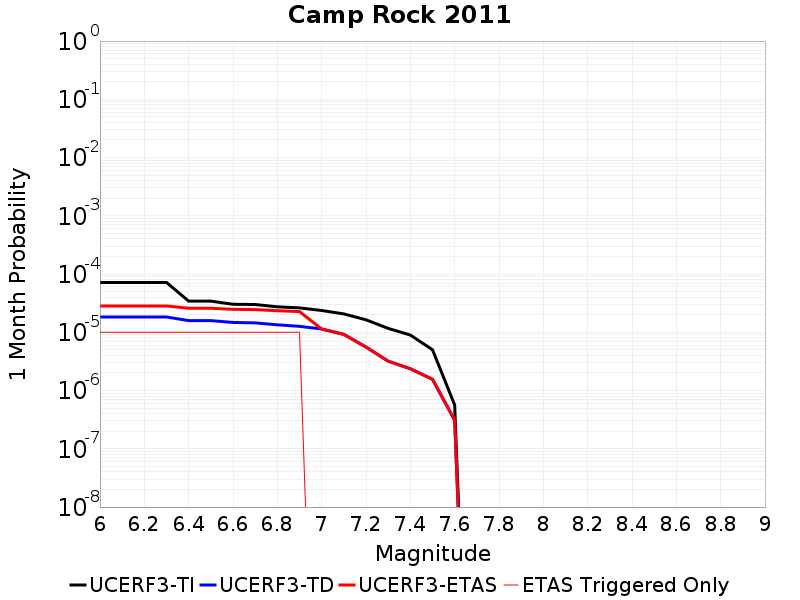 Camp Rock 2011
10^0
10^-1
10^-2
10^-3
10^-4
10^-5
10^-6
10^-7
10^-8
1 Month Probability
6 6.2 6.4 6.6 6.8 7 7.2 7.4 7.6 7.8 8 8.2 8.4 8.6 8.8 9
Magnitude
UCERF3-TI UCERF3-TD UCERF3-ETAS ETAS Triggered Only